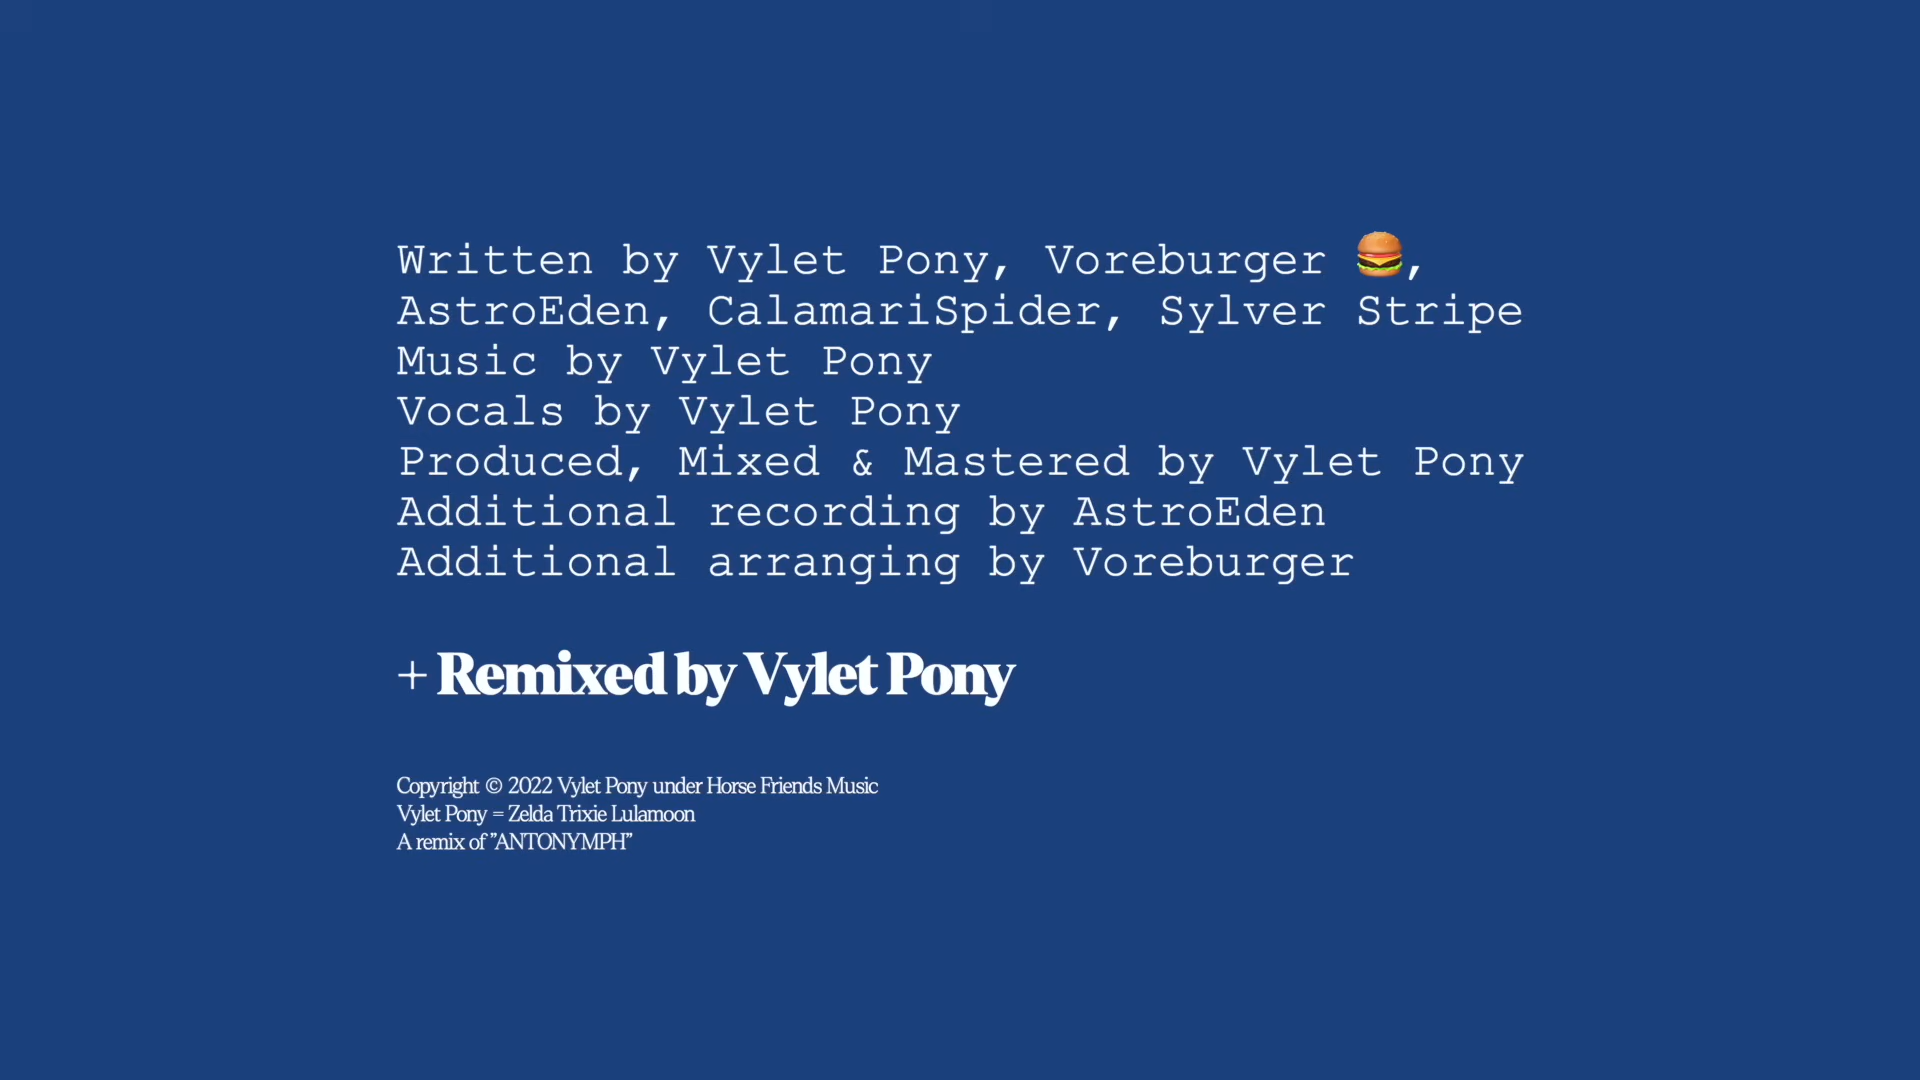 Written by Vylet Pony, Voreburger 🍔,
AstroEden, CalamariSpider, Sylver Stripe
Music by Vylet Pony
Vocals by Vylet Pony
Produced, Mixed & Mastered by Vylet Pony
Additional recording by AstroEden
Additional arranging by Voreburger
+ Remixed by Vylet Pony
Copyright © 2022 Vylet Pony under Horse Friends Music
Vylet Pony = Zelda Trixie Lulamoon
A remix of ”ANTONYMPH”